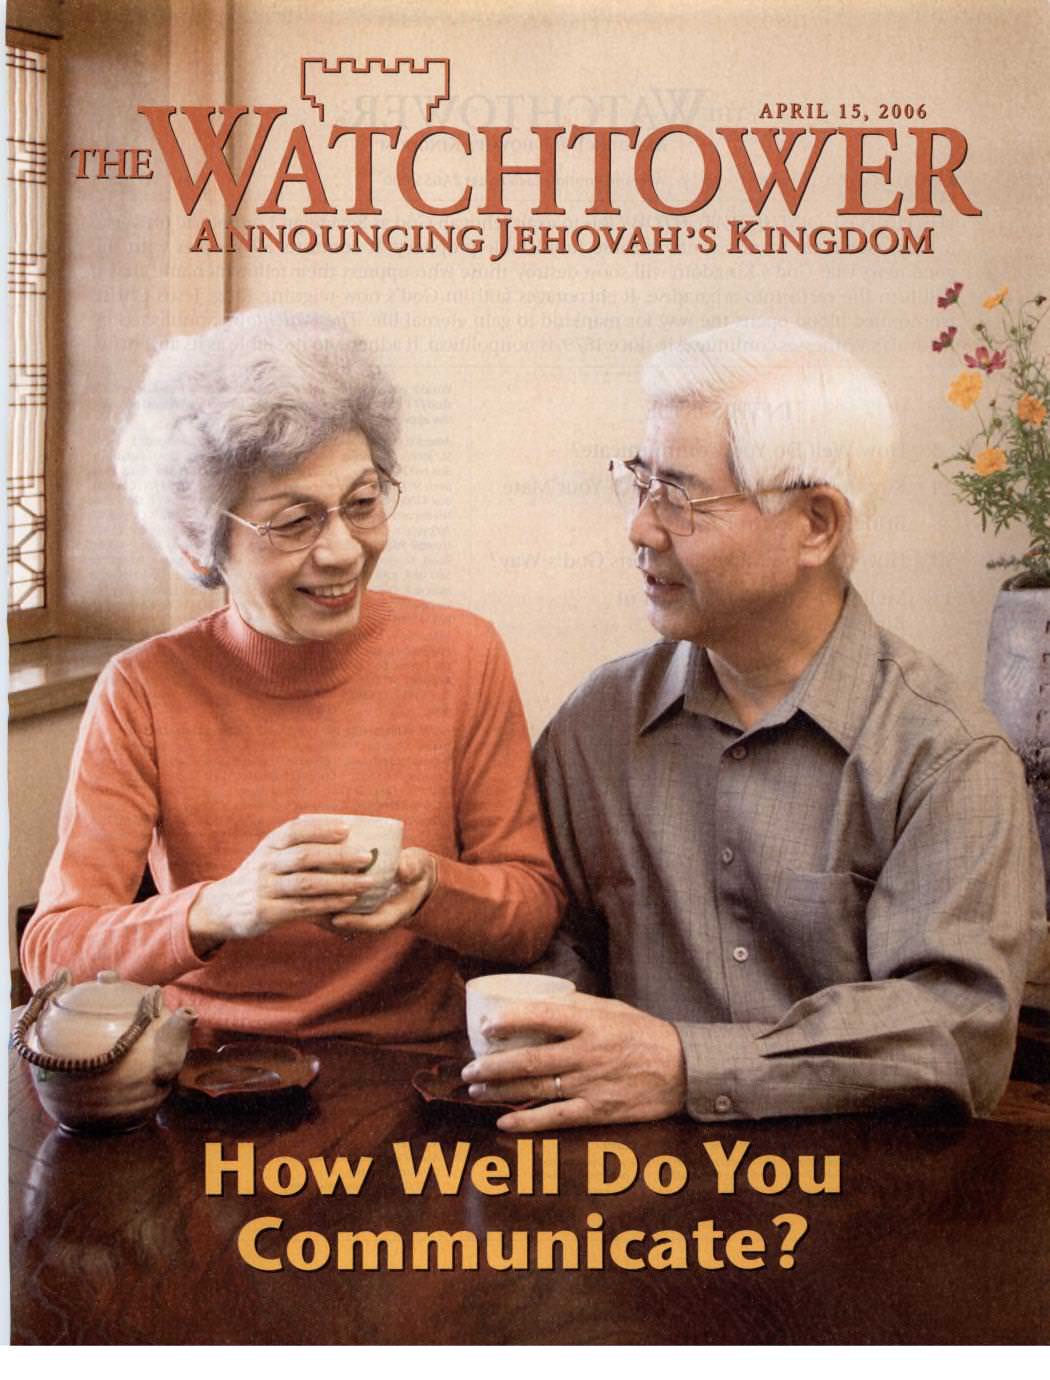 APRIL 15, 2006
THE WATCHTOWER
ANNOUNCING JEHOVAH'S KINGDOM
How Well Do You
Communicate?